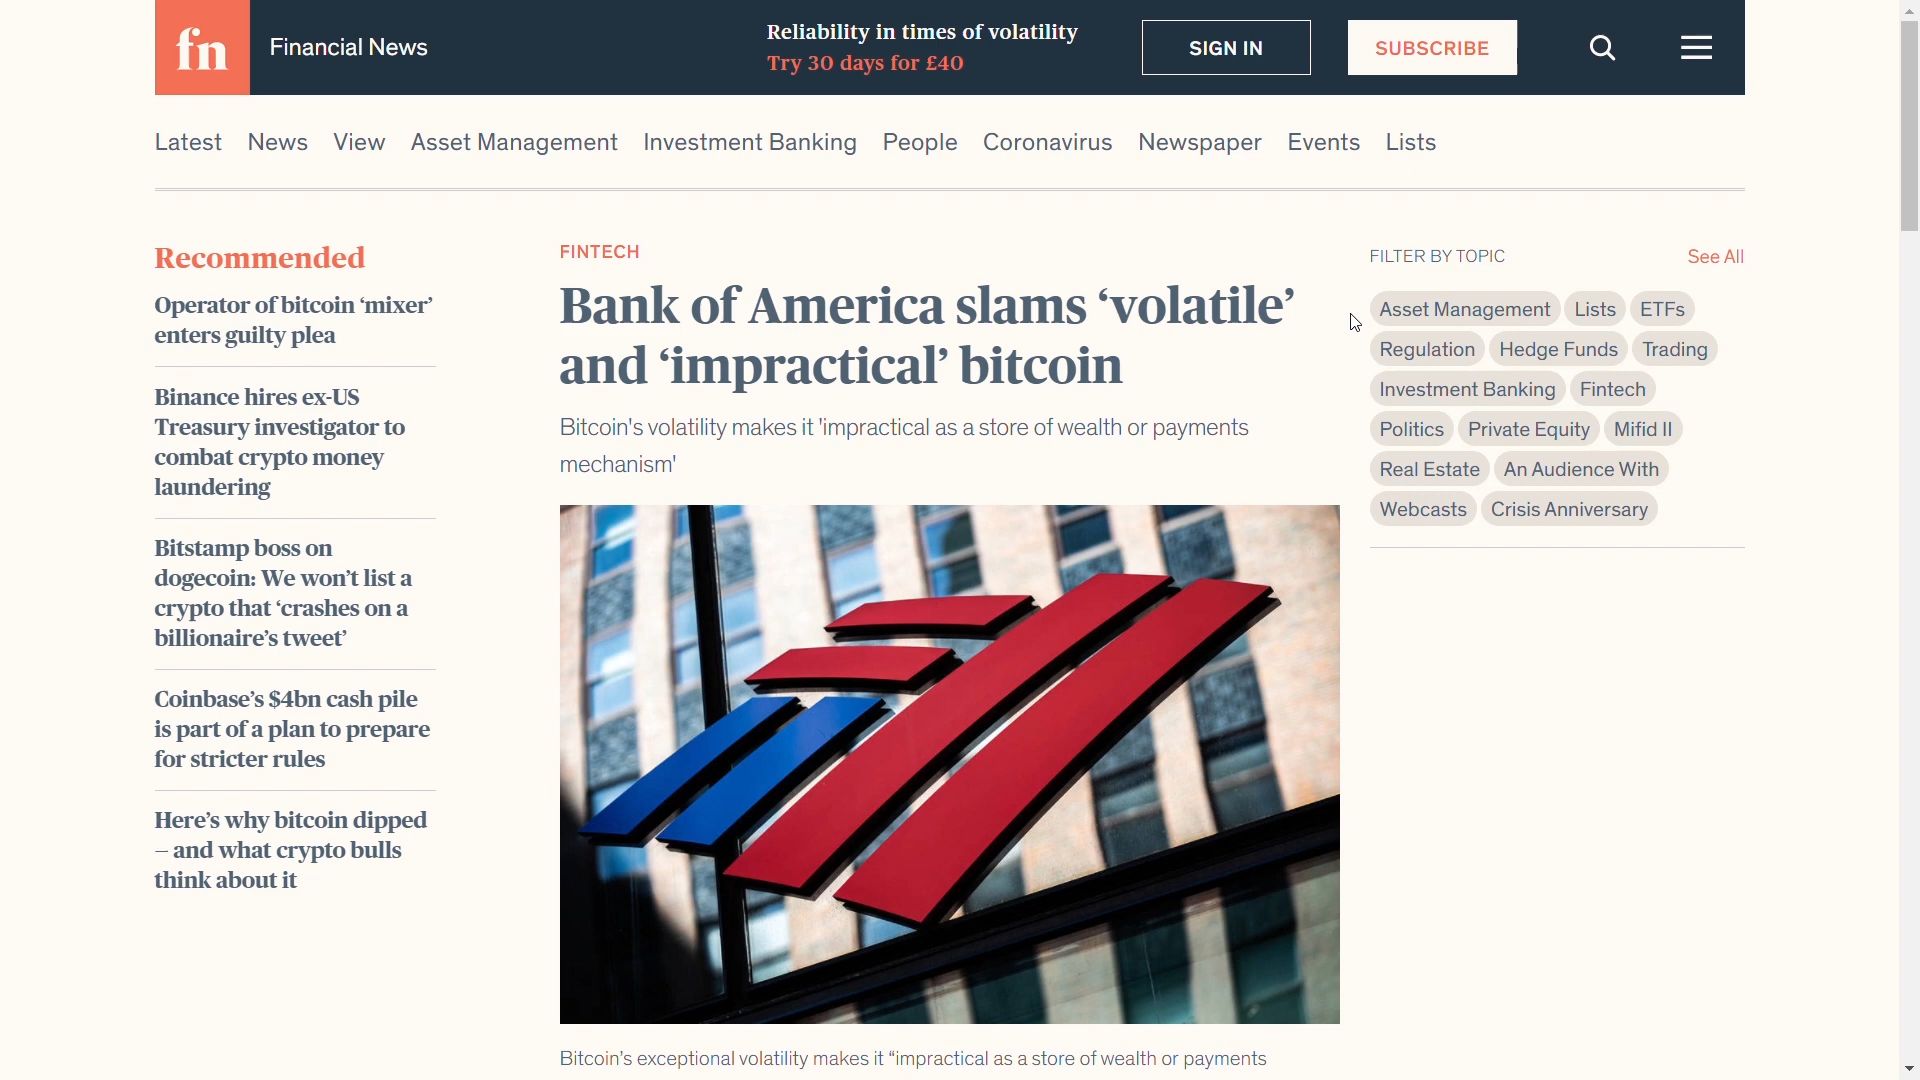 fn
Financial News
Reliability in times of volatility
Try 30 days for £40
SIGN IN
SUBSCRIBE
Latest News View Asset Management Investment Banking People Coronavirus Newspaper Events Lists
Recommended
Operator of bitcoin ‘mixer’
enters guilty plea
Binance hires ex-US
Treasury investigator to
combat crypto money
laundering
Bitstamp boss on
dogecoin: We won’t list a
crypto that ‘crashes on a
billionaire’s tweet’
Coinbase’s $4bn cash pile
is part of a plan to prepare
for stricter rules
Here’s why bitcoin dipped
– and what crypto bulls
think about it
FINTECH
Bank of America slams ‘volatile’
and ‘impractical’ bitcoin
Bitcoin's volatility makes it 'impractical as a store of wealth or payments
mechanism'
Bitcoin’s exceptional volatility makes it “impractical as a store of wealth or payments
FILTER BY TOPIC
See All
Asset Management Lists ETFs
Regulation Hedge Funds Trading
Investment Banking Fintech
Politics Private Equity Mifid II
Real Estate An Audience With
Webcasts Crisis Anniversary